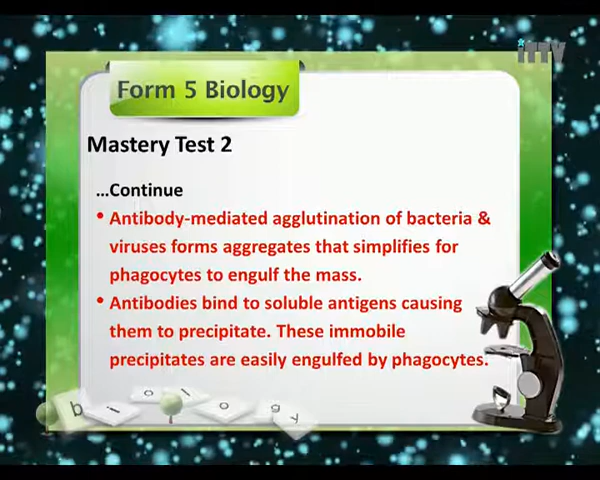 iTTV
Form 5 Biology
Mastery Test 2
...Continue
• Antibody-mediated agglutination of bacteria &
viruses forms aggregates that simplifies for
phagocytes to engulf the mass.
• Antibodies bind to soluble antigens causing
them to precipitate. These immobile
precipitates are easily engulfed by phagocytes.
b i o l o g y